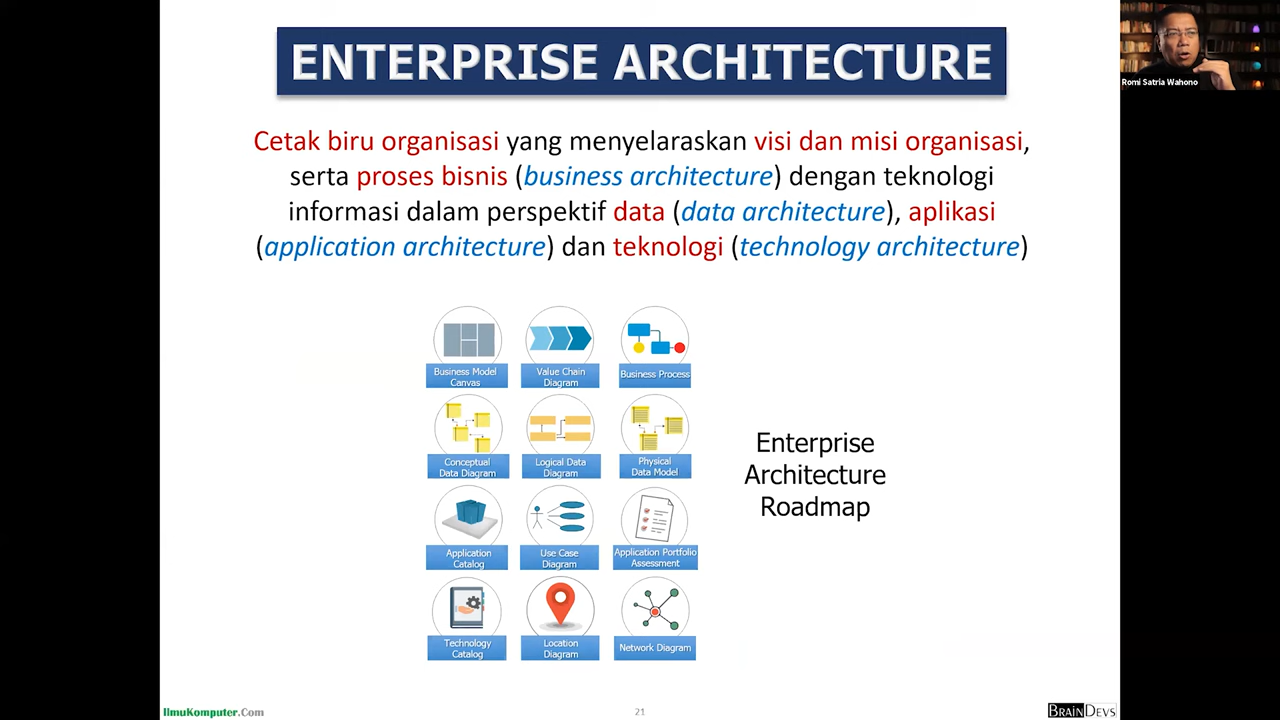 ENTERPRISE ARCHITECTURE
Romi Satria Wahono
Cetak biru organisasi yang menyelaraskan visi dan misi organisasi,
serta proses bisnis (business architecture) dengan teknologi
informasi dalam perspektif data (data architecture), aplikasi
(application architecture) dan teknologi (technology architecture)
Business Model
Canvas
Value Chain
Diagram
Business Process
Conceptual
Data Diagram
Logical Data
Diagram
Physical
Data Model
Application
Catalog
Use Case
Diagram
Application Portfolio
Assessment
Technology
Catalog
Location
Diagram
Network Diagram
Enterprise
Architecture
Roadmap
IlmuKomputer.Com
21
BRAINDEVS